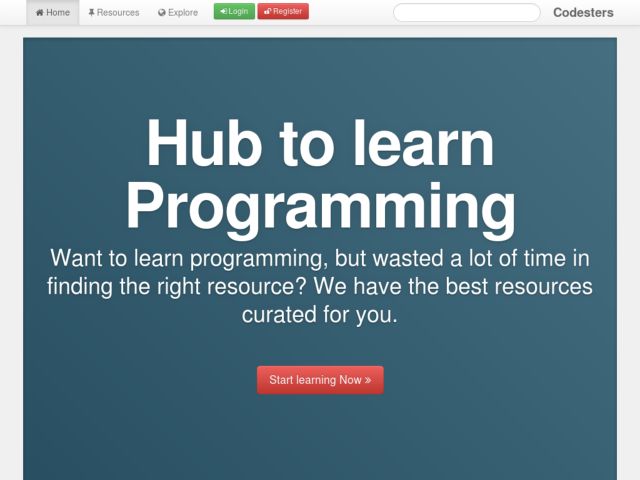 Home Resources Explore Login Register Codesters
Hub to learn
Programming
Want to learn programming, but wasted a lot of time in
finding the right resource? We have the best resources
curated for you.
Start learning Now »